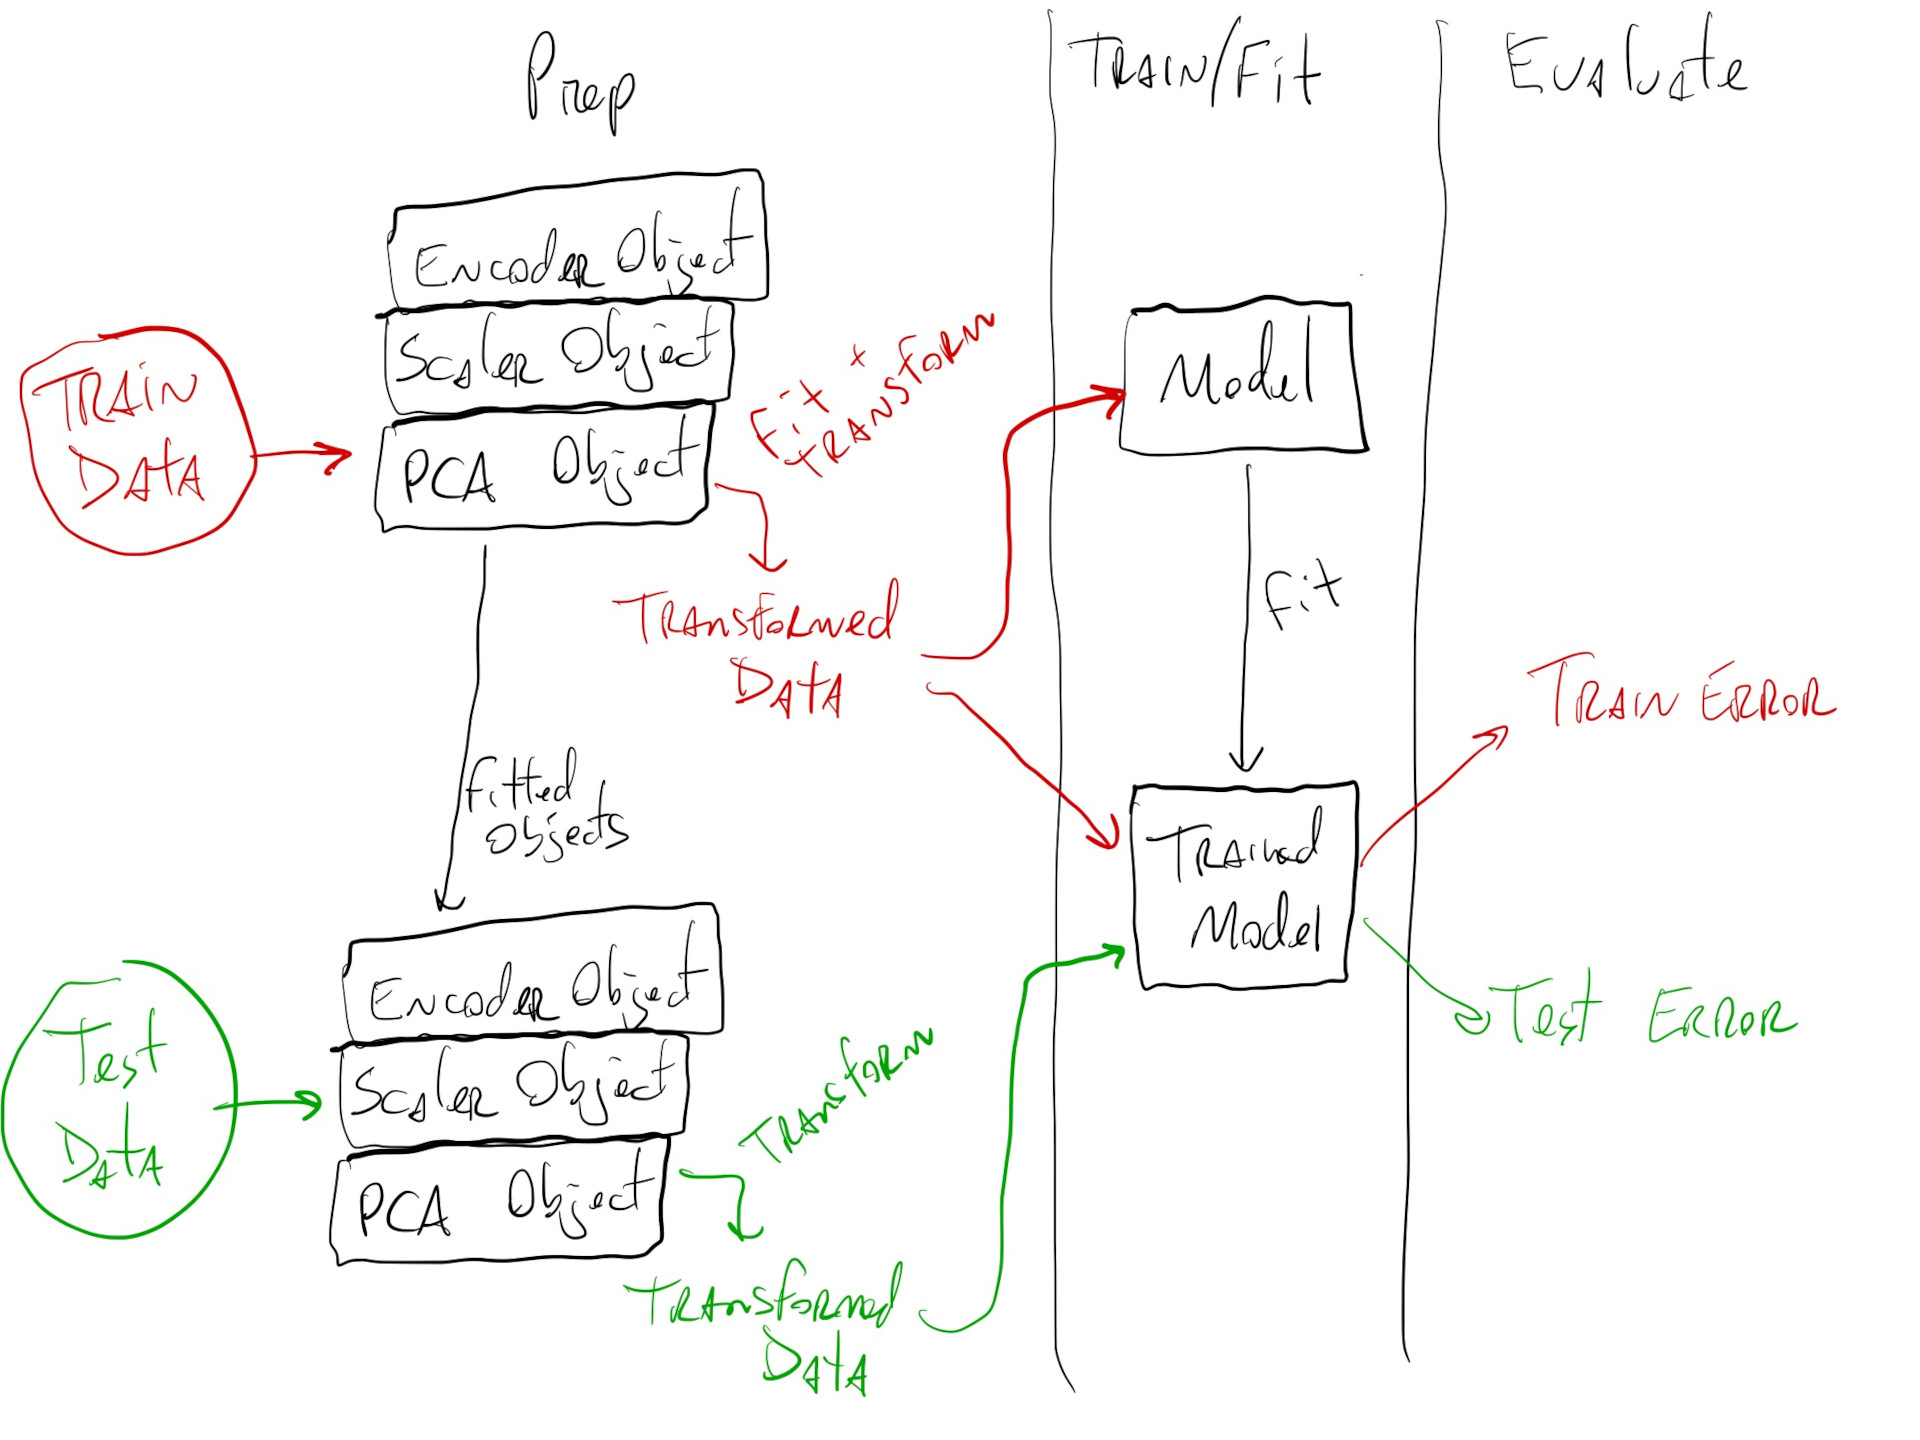 Prep
TRAIN/Fit
Evaluate
Encoder Object
Scaler Object
PCA Object
TRAIN
DATA
Fit +
TRANSFORM
Model
TRANSFORMED
DATA
Fit
TRAIN ERROR
Fitted
Objects
TRAINED
Model
Encoder Object
Scaler Object
PCA Object
Test
DATA
TRANSFORM
Test ERROR
TRANSFORMED
DATA